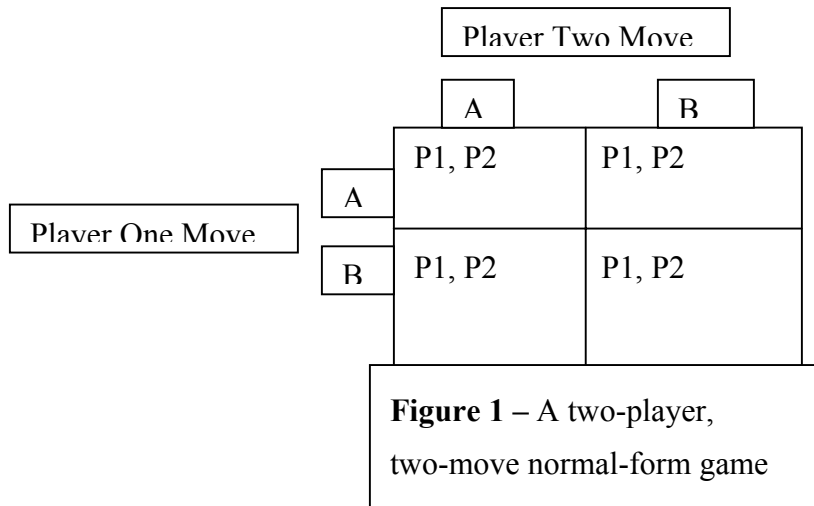 Player Two Move
A
B
P1, P2
P1, P2
A
Player One Move
B
P1, P2
P1, P2
Figure 1 – A two-player,
two-move normal-form game